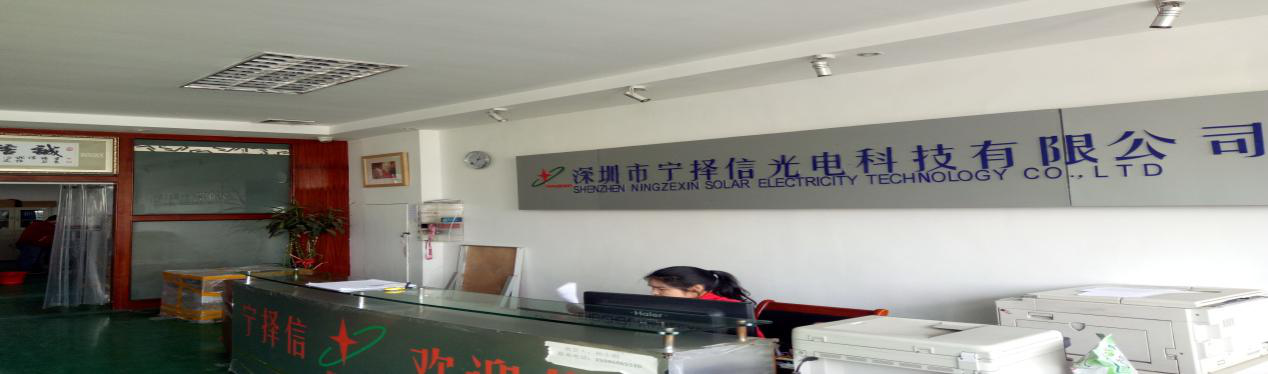 深圳市宁择信光电科技有限公司
SHENZHEN NINGZEXIN SOLAR ELECTRICITY TECHNOLOGY CO.,LTD
Haier
宁择信
欢迎